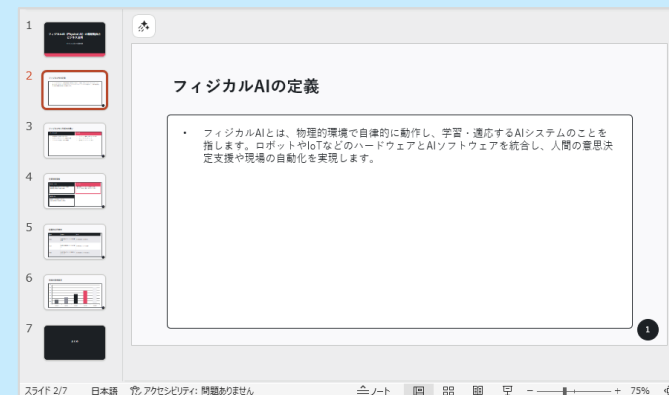 1
2
3
4
5
6
7
フィジカルAIの定義
• フィジカルAIとは、物理的環境で自律的に動作し、学習・適応するAIシステムのことを
指します。ロボットやIoTなどのハードウェアとAIソフトウェアを統合し、人間の意思決
定支援や現場の自動化を実現します。
1
スライド 2/7 日本語 アクセシビリティ: 問題ありません ノート 75%